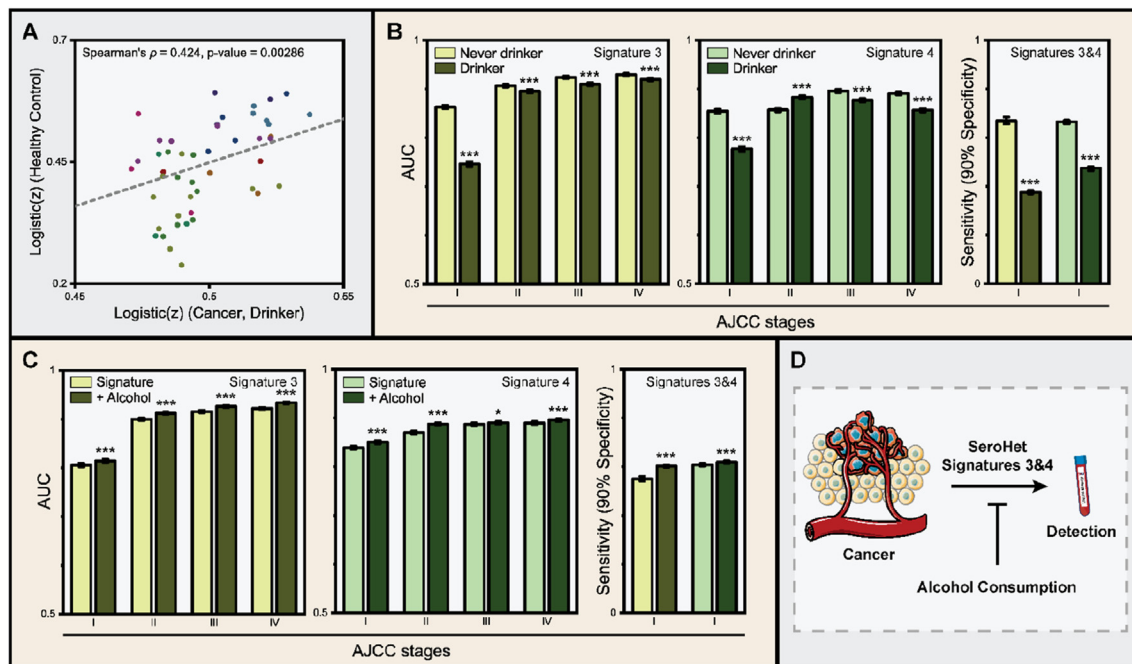 A
Spearman's ρ = 0.424, p-value = 0.00286
Logistic(z) (Healthy Control)
0.7
0.45
0.2
0.45
0.5
0.55
Logistic(z) (Cancer, Drinker)
B
AUC
1
0.5
Never drinker
Drinker
Signature 3
***
***
***
***
I
II
III
IV
1
0.5
Never drinker
Drinker
Signature 4
***
***
***
***
I
II
III
IV
Sensitivity (90% Specificity)
1
0
Signatures 3&4
***
***
I
I
AJCC stages
C
AUC
1
0.5
Signature
+ Alcohol
Signature 3
***
***
***
***
I
II
III
IV
1
0.5
Signature
+ Alcohol
Signature 4
***
***
*
***
I
II
III
IV
Sensitivity (90% Specificity)
1
0
Signatures 3&4
***
***
I
I
AJCC stages
D
SeroHet
Signatures 3&4
Cancer
Detection
Alcohol Consumption